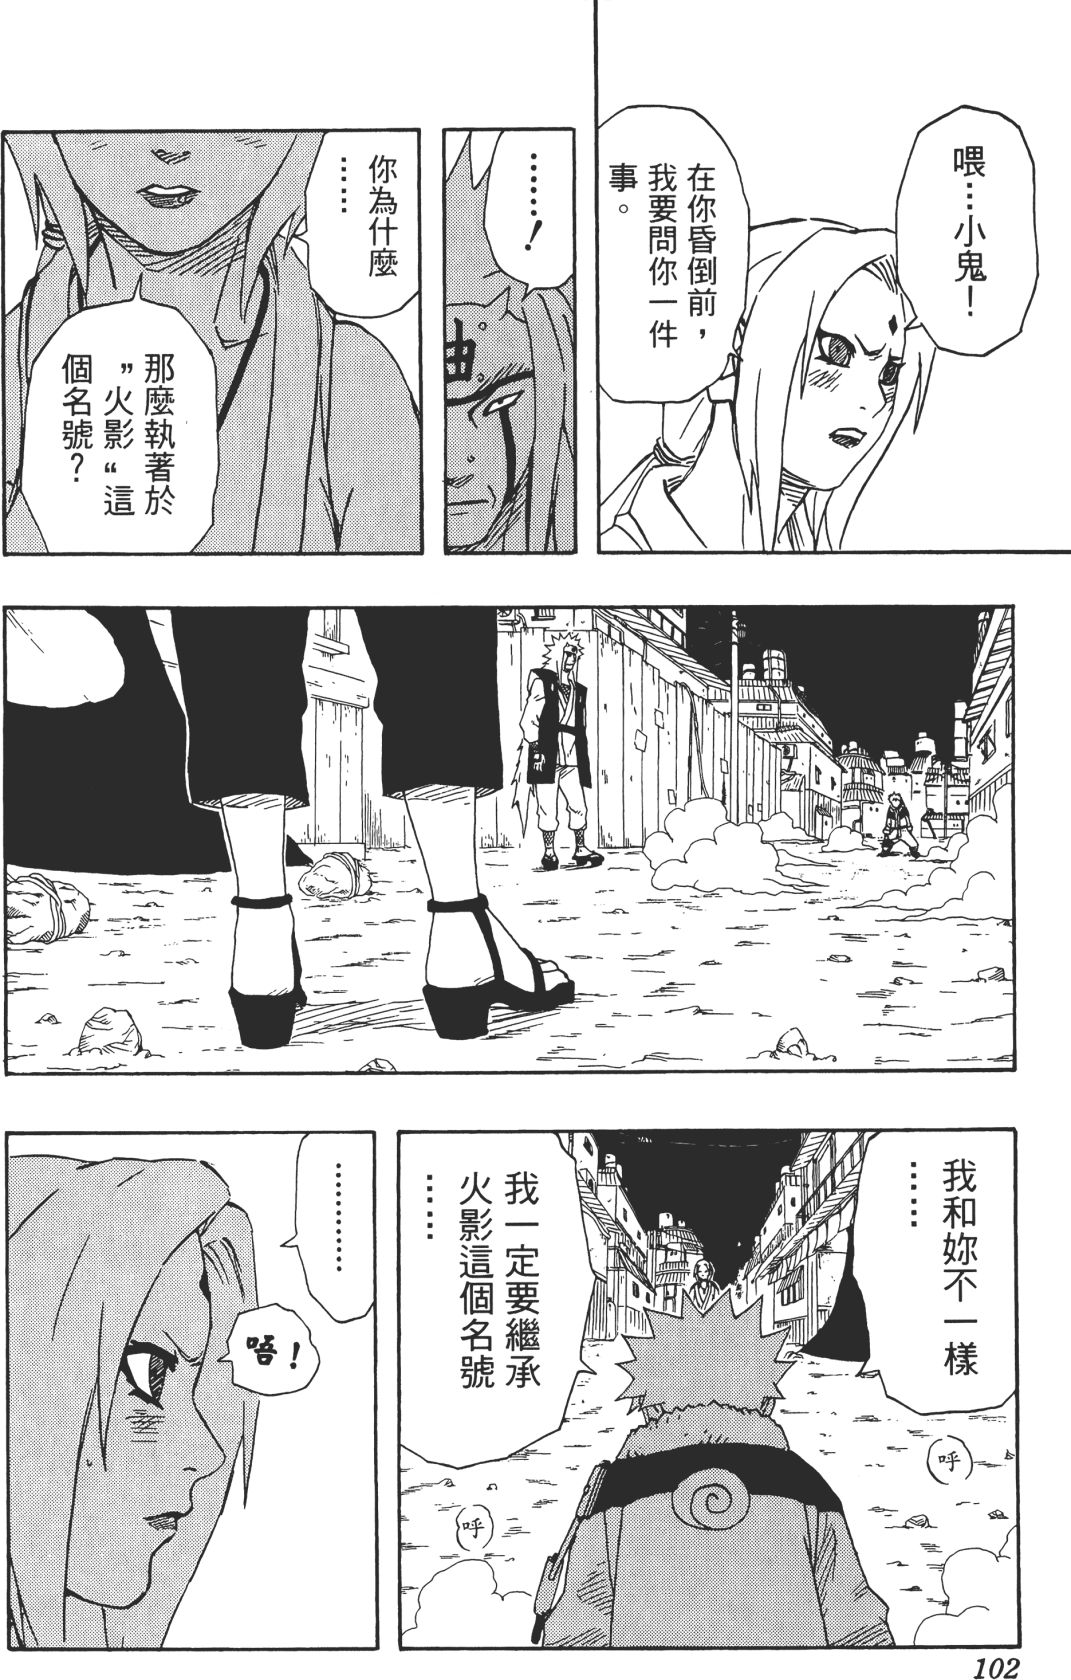 喂…小鬼！
在你昏倒前，
我要問你一件
事。
……！
油
你為什麼
……
那麼執著於
”火影“這
個名號？
我和妳不一樣
……
我一定要繼承
火影這個名號
……
呼
呼
………
唔！
102